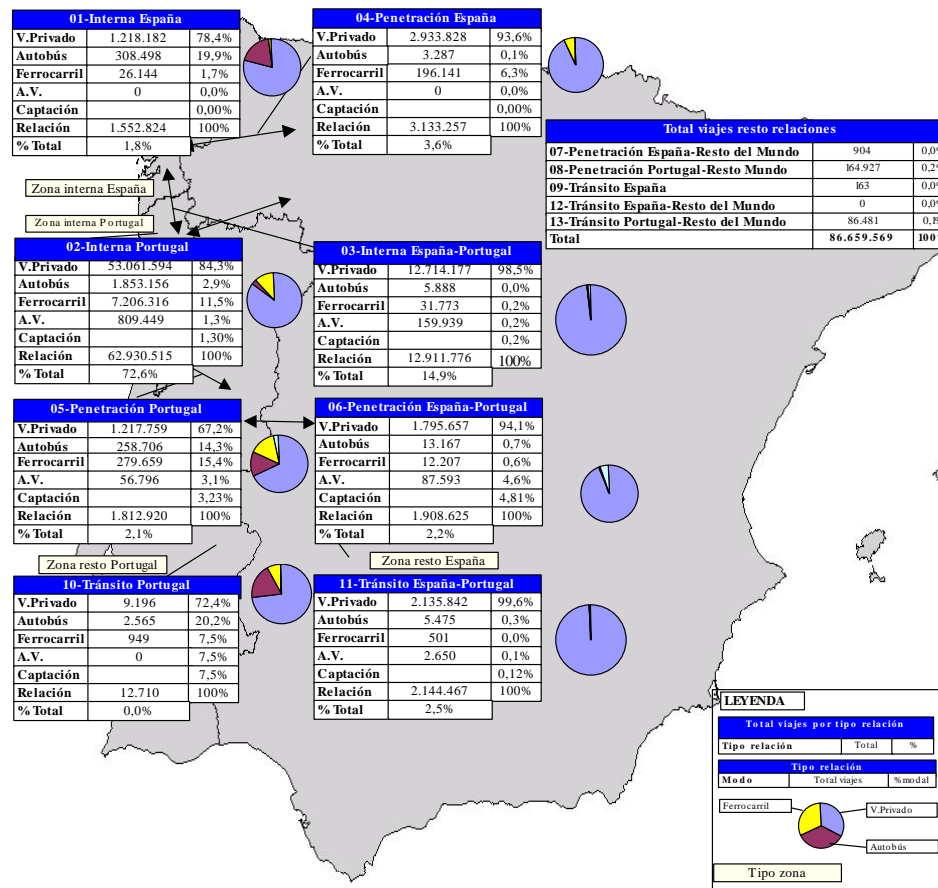 01-Interna España
V.Privado 1.218.182 78,4%
Autobús 308.498 19,9%
Ferrocarril 26.144 1,7%
A.V. 0 0,0%
Captación 0,00%
Relación 1.552.824 100%
% Total 1,8%
04-Penetración España
V.Privado 2.933.828 93,6%
Autobús 3.287 0,1%
Ferrocarril 196.141 6,3%
A.V. 0 0,0%
Captación 0,00%
Relación 3.133.257 100%
% Total 3,6%
Total viajes resto relaciones
07-Penetración España-Resto del Mundo 904 0,0%
08-Penetración Portugal-Resto Mundo 164.927 0,2%
09-Tránsito España 163 0,0%
12-Tránsito España-Resto del Mundo 0 0,0%
13-Tránsito Portugal-Resto del Mundo 86.481 0,1%
Total 86.659.569 100%
Zona interna España
Zona interna Portugal
02-Interna Portugal
V.Privado 53.061.594 84,3%
Autobús 1.853.156 2,9%
Ferrocarril 7.206.316 11,5%
A.V. 809.449 1,3%
Captación 1,30%
Relación 62.930.515 100%
% Total 72,6%
03-Interna España-Portugal
V.Privado 12.714.177 98,5%
Autobús 5.888 0,0%
Ferrocarril 31.773 0,2%
A.V. 159.939 0,2%
Captación 0,2%
Relación 12.911.776 100%
% Total 14,9%
05-Penetración Portugal
V.Privado 1.217.759 67,2%
Autobús 258.706 14,3%
Ferrocarril 279.659 15,4%
A.V. 56.796 3,1%
Captación 3,23%
Relación 1.812.920 100%
% Total 2,1%
06-Penetración España-Portugal
V.Privado 1.795.657 94,1%
Autobús 13.167 0,7%
Ferrocarril 12.207 0,6%
A.V. 87.593 4,6%
Captación 4,81%
Relación 1.908.625 100%
% Total 2,2%
Zona resto Portugal
Zona resto España
10-Tránsito Portugal
V.Privado 9.196 72,4%
Autobús 2.565 20,2%
Ferrocarril 949 7,5%
A.V. 0 7,5%
Captación 7,5%
Relación 12.710 100%
% Total 0,0%
11-Tránsito España-Portugal
V.Privado 2.135.842 99,6%
Autobús 5.475 0,3%
Ferrocarril 501 0,0%
A.V. 2.650 0,1%
Captación 0,12%
Relación 2.144.467 100%
% Total 2,5%
LEYENDA
Total viajes por tipo relación
Tipo relación Total %
Tipo relación
Modo Total viajes % modal
Ferrocarril
V.Privado
Autobús
Tipo zona